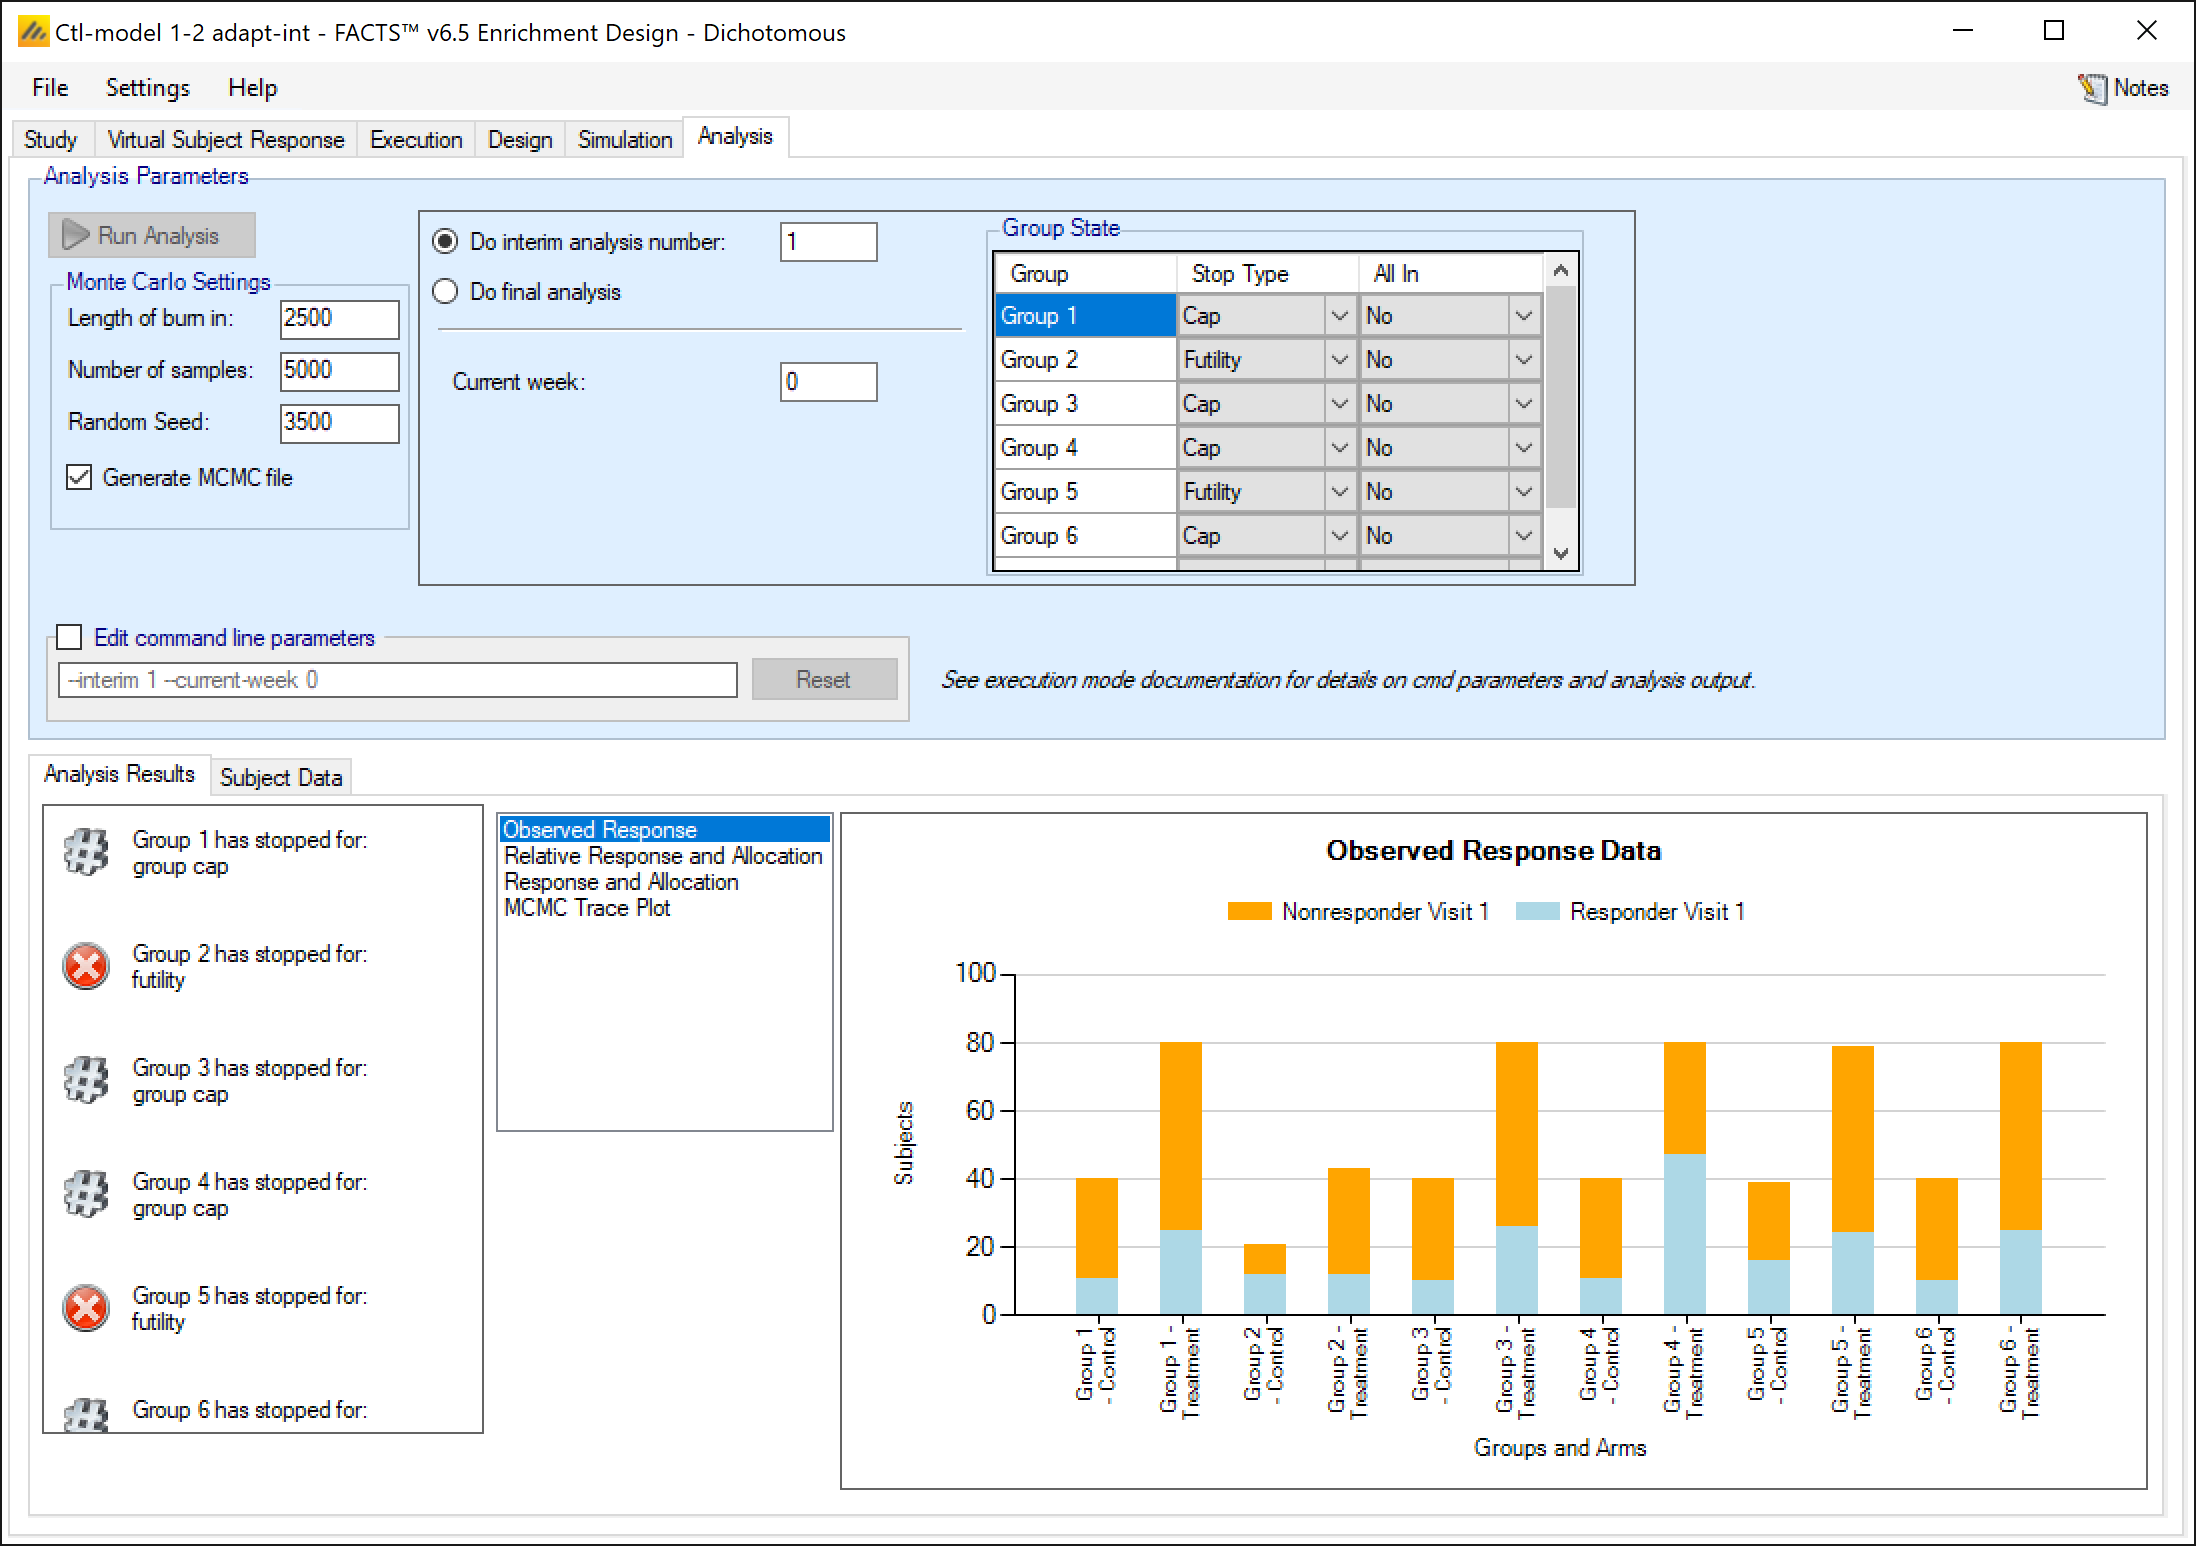 Ctl-model 1-2 adapt-int - FACTS™ v6.5 Enrichment Design - Dichotomous
File Settings Help Notes
Study Virtual Subject Response Execution Design Simulation Analysis
Analysis Parameters
Run Analysis
Monte Carlo Settings
Length of burn in: 2500
Number of samples: 5000
Random Seed: 3500
Generate MCMC file
Do interim analysis number: 1
Do final analysis
Current week: 0
Group State
Group Stop Type All In
Group 1 Cap No
Group 2 Futility No
Group 3 Cap No
Group 4 Cap No
Group 5 Futility No
Group 6 Cap No
Edit command line parameters
--interim 1 --current-week 0
Reset
See execution mode documentation for details on cmd parameters and analysis output.
Analysis Results Subject Data
Group 1 has stopped for:
group cap
Group 2 has stopped for:
futility
Group 3 has stopped for:
group cap
Group 4 has stopped for:
group cap
Group 5 has stopped for:
futility
Group 6 has stopped for:
Observed Response
Relative Response and Allocation
Response and Allocation
MCMC Trace Plot
Observed Response Data
Nonresponder Visit 1 Responder Visit 1
Subjects
100
80
60
40
20
0
Group 1
- Control
Group 1 -
Treatment
Group 2
- Control
Group 2 -
Treatment
Group 3
- Control
Group 3 -
Treatment
Group 4
- Control
Group 4 -
Treatment
Group 5
- Control
Group 5 -
Treatment
Group 6
- Control
Group 6 -
Treatment
Groups and Arms